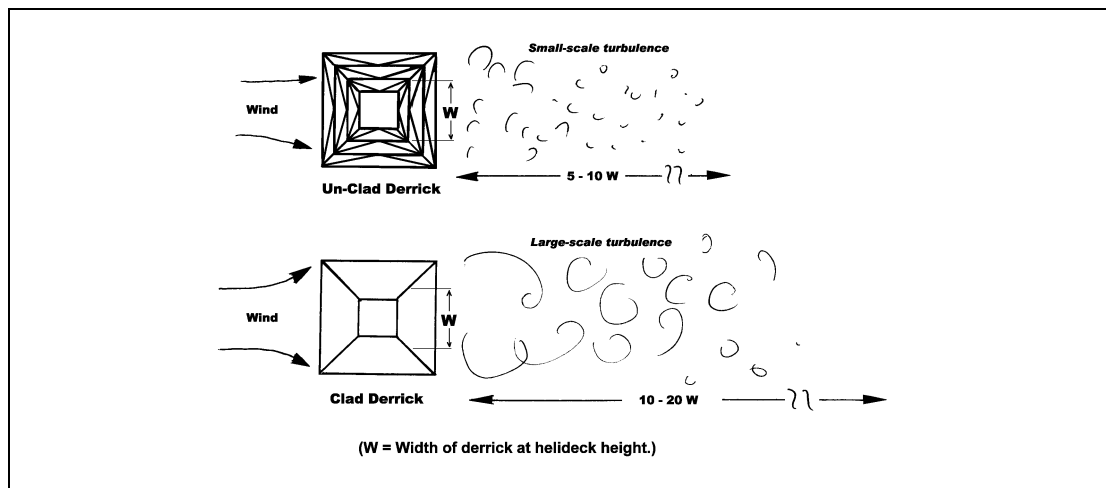 Small-scale turbulence
Wind
W
5 - 10 W
Un-Clad Derrick
Large-scale turbulence
Wind
W
Clad Derrick
10 - 20 W
(W = Width of derrick at helideck height.)